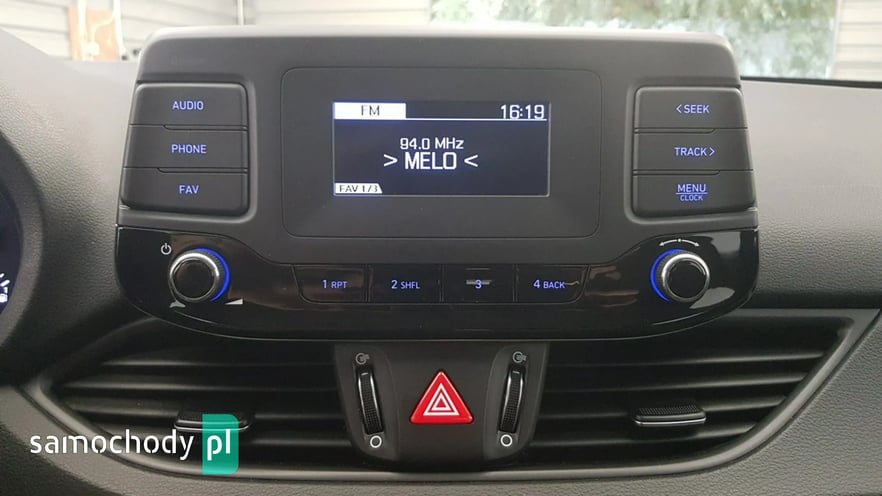 AUDIO
PHONE
FAV
FM 16:19
94.0 MHz
> MELO <
FAV 1/3
< SEEK
TRACK >
MENU
CLOCK
1 RPT 2 SHFL 3 4 BACK
samochody pl